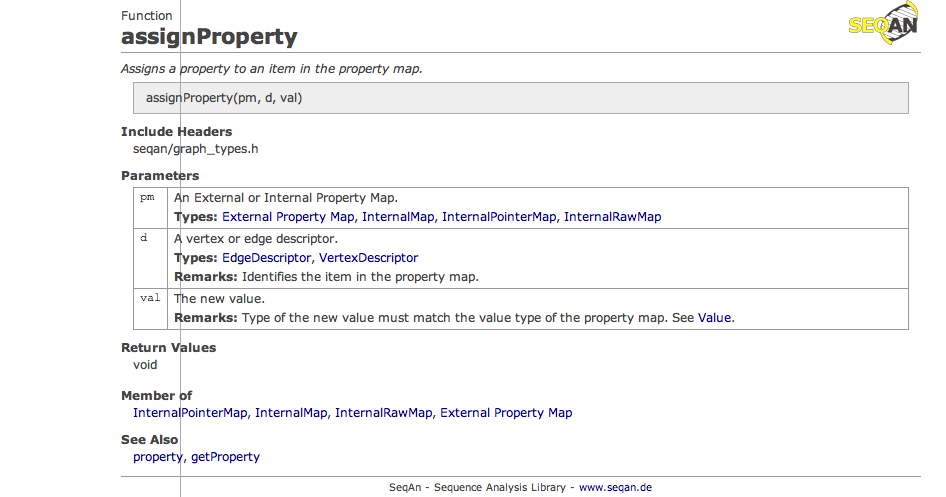 Function
SEQAN
assignProperty
Assigns a property to an item in the property map.
assignProperty(pm, d, val)
Include Headers
seqan/graph_types.h
Parameters
pm An External or Internal Property Map.
Types: External Property Map, InternalMap, InternalPointerMap, InternalRawMap
d A vertex or edge descriptor.
Types: EdgeDescriptor, VertexDescriptor
Remarks: Identifies the item in the property map.
val The new value.
Remarks: Type of the new value must match the value type of the property map. See Value.
Return Values
void
Member of
InternalPointerMap, InternalMap, InternalRawMap, External Property Map
See Also
property, getProperty
SeqAn - Sequence Analysis Library - www.seqan.de